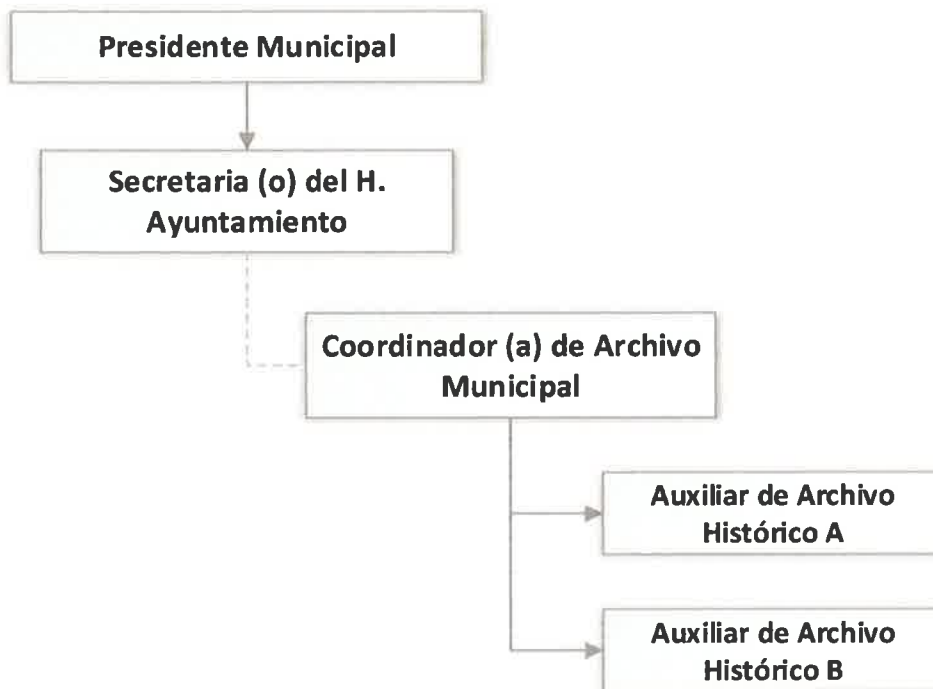 Presidente Municipal
Secretaria (o) del H.
Ayuntamiento
Coordinador (a) de Archivo
Municipal
Auxiliar de Archivo
Histórico A
Auxiliar de Archivo
Histórico B